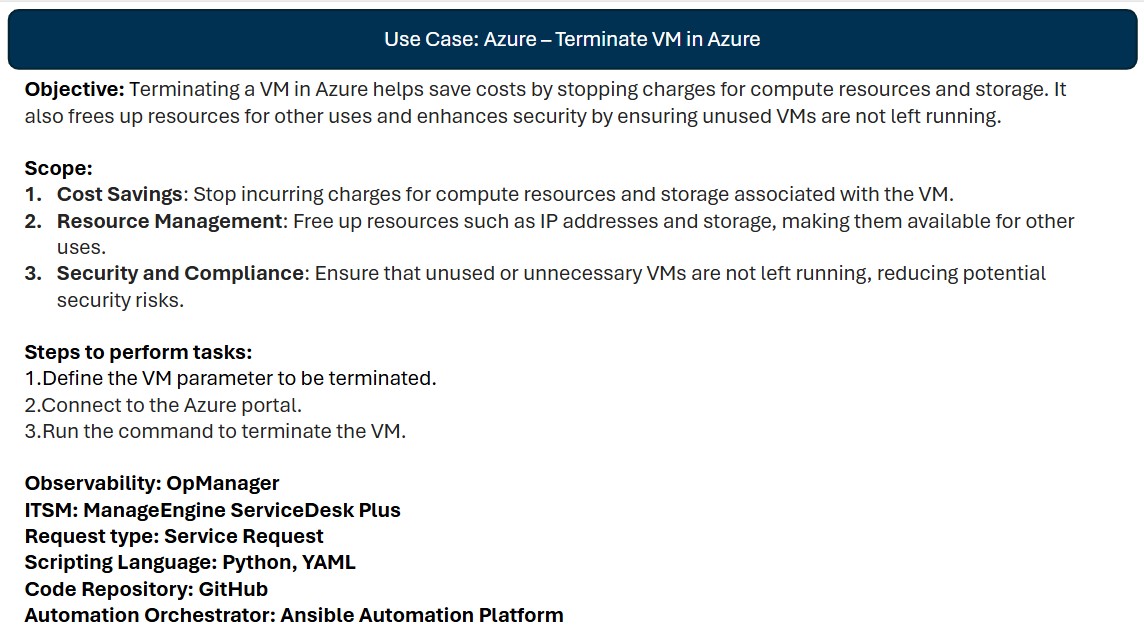 Use Case: Azure – Terminate VM in Azure
Objective: Terminating a VM in Azure helps save costs by stopping charges for compute resources and storage. It
also frees up resources for other uses and enhances security by ensuring unused VMs are not left running.
Scope:
1. Cost Savings: Stop incurring charges for compute resources and storage associated with the VM.
2. Resource Management: Free up resources such as IP addresses and storage, making them available for other
uses.
3. Security and Compliance: Ensure that unused or unnecessary VMs are not left running, reducing potential
security risks.
Steps to perform tasks:
1.Define the VM parameter to be terminated.
2.Connect to the Azure portal.
3.Run the command to terminate the VM.
Observability: OpManager
ITSM: ManageEngine ServiceDesk Plus
Request type: Service Request
Scripting Language: Python, YAML
Code Repository: GitHub
Automation Orchestrator: Ansible Automation Platform